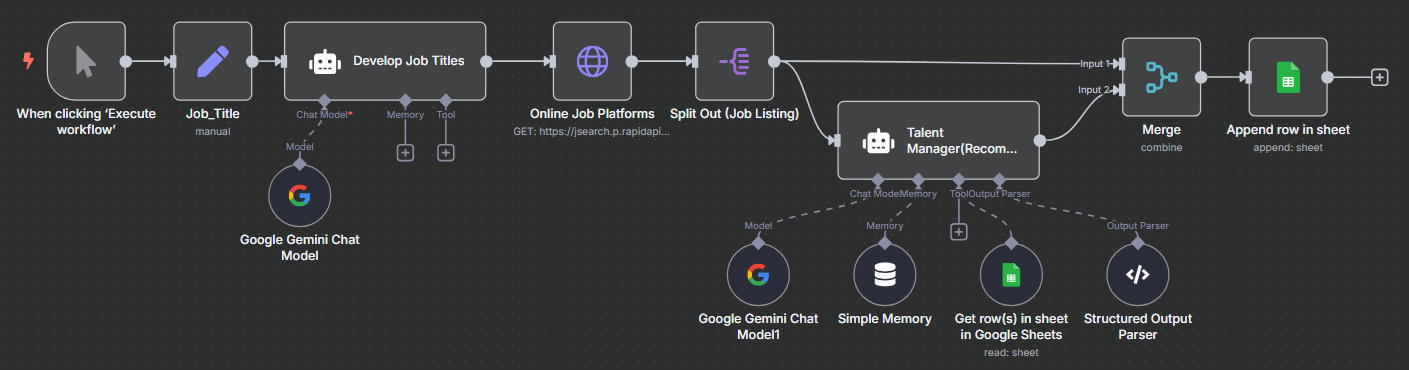 Develop Job Titles
When clicking ‘Execute
workflow’
Job_Title
manual
Chat Model*
Memory
Tool
Model
Google Gemini Chat
Model
Online Job Platforms
GET: https://jsearch.p.rapidapi...
Split Out (Job Listing)
Input 1
Input 2
Merge
combine
Append row in sheet
append: sheet
Talent
Manager(Recom...
Chat Model
Memory
Tool
Output Parser
Model
Memory
Output Parser
Google Gemini Chat
Model1
Simple Memory
Get row(s) in sheet
in Google Sheets
read: sheet
Structured Output
Parser